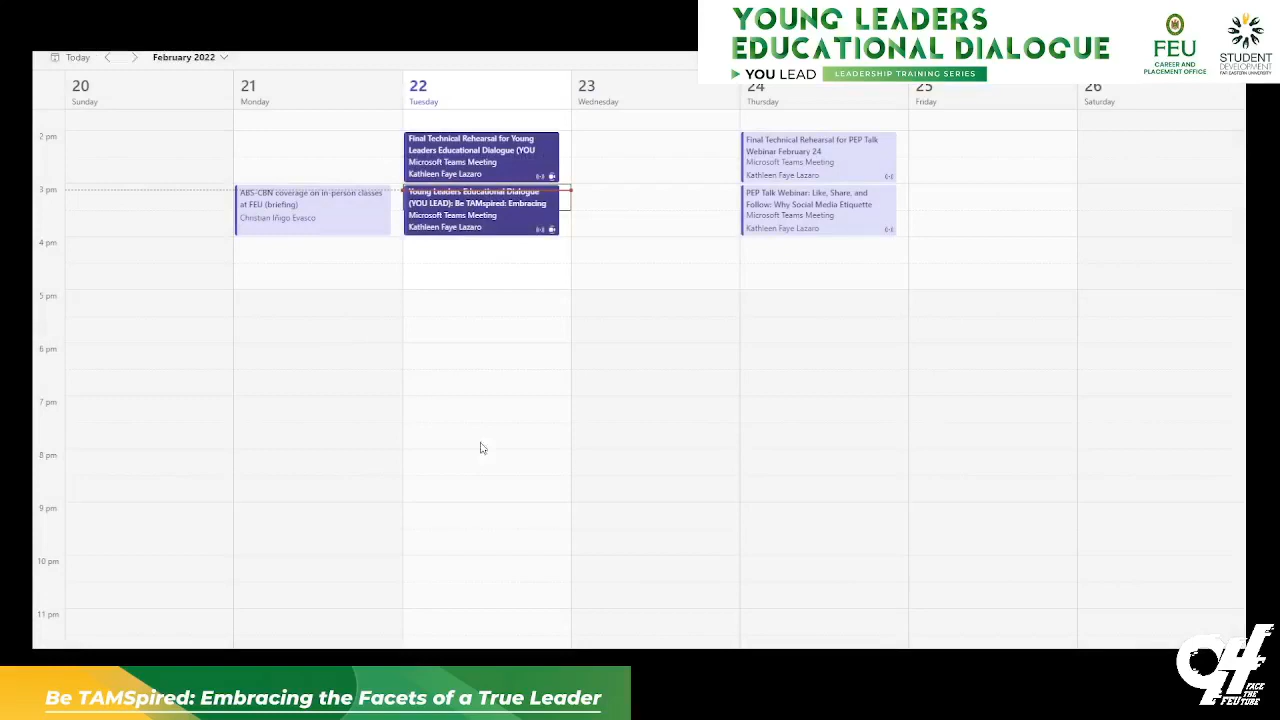 YOUNG LEADERS
EDUCATIONAL DIALOGUE
YOU LEAD LEADERSHIP TRAINING SERIES
FEU
CAREER AND
PLACEMENT OFFICE
STUDENT
DEVELOPMENT
FAR EASTERN UNIVERSITY
Today
February 2022
20
Sunday
21
Monday
22
Tuesday
23
Wednesday
24
Thursday
25
Friday
26
Saturday
2 pm
3 pm
4 pm
5 pm
6 pm
7 pm
8 pm
9 pm
10 pm
11 pm
ABS-CBN coverage on in-person classes
at FEU (briefing)
Christian Iñigo Evasco
Final Technical Rehearsal for Young
Leaders Educational Dialogue (YOU
Microsoft Teams Meeting
Kathleen Faye Lazaro
Young Leaders Educational Dialogue
(YOU LEAD): Be TAMspired: Embracing
Microsoft Teams Meeting
Kathleen Faye Lazaro
Final Technical Rehearsal for PEP Talk
Webinar February 24
Microsoft Teams Meeting
Kathleen Faye Lazaro
PEP Talk Webinar: Like, Share, and
Follow: Why Social Media Etiquette
Microsoft Teams Meeting
Kathleen Faye Lazaro
Be TAMSpired: Embracing the Facets of a True Leader
94
FACE
THE
FEUTURE